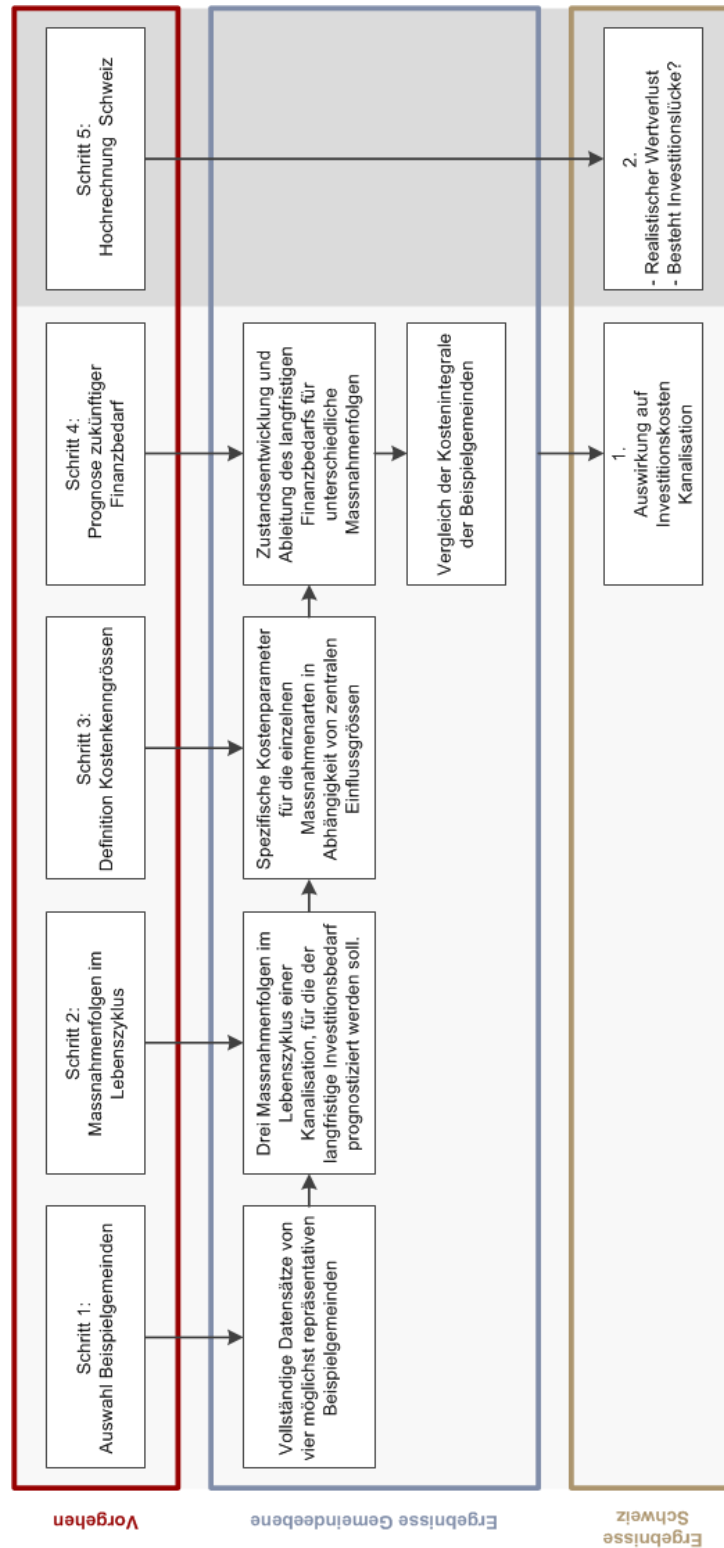 Vorgehen
Schritt 1:
Auswahl Beispielgemeinden
Schritt 2:
Massnahmenfolgen im
Lebenszyklus
Schritt 3:
Definition Kostenkenngrössen
Schritt 4:
Prognose zukünftiger
Finanzbedarf
Schritt 5:
Hochrechnung Schweiz
Ergebnisse Gemeindeebene
Vollständige Datensätze von
vier möglichst repräsentativen
Beispielgemeinden
Drei Massnahmenfolgen im
Lebenszyklus einer
Kanalisation, für die der
langfristige Investitionsbedarf
prognostiziert werden soll.
Spezifische Kostenparameter
für die einzelnen
Massnahmenarten in
Abhängigkeit von zentralen
Einflussgrössen
Zustandsentwicklung und
Ableitung des langfristigen
Finanzbedarfs für
unterschiedliche
Massnahmenfolgen
Vergleich der Kostenintegrale
der Beispielgemeinden
Ergebnisse
Schweiz
1.
Auswirkung auf
Investitionskosten
Kanalisation
2.
- Realistischer Wertverlust
- Besteht Investitionslücke?